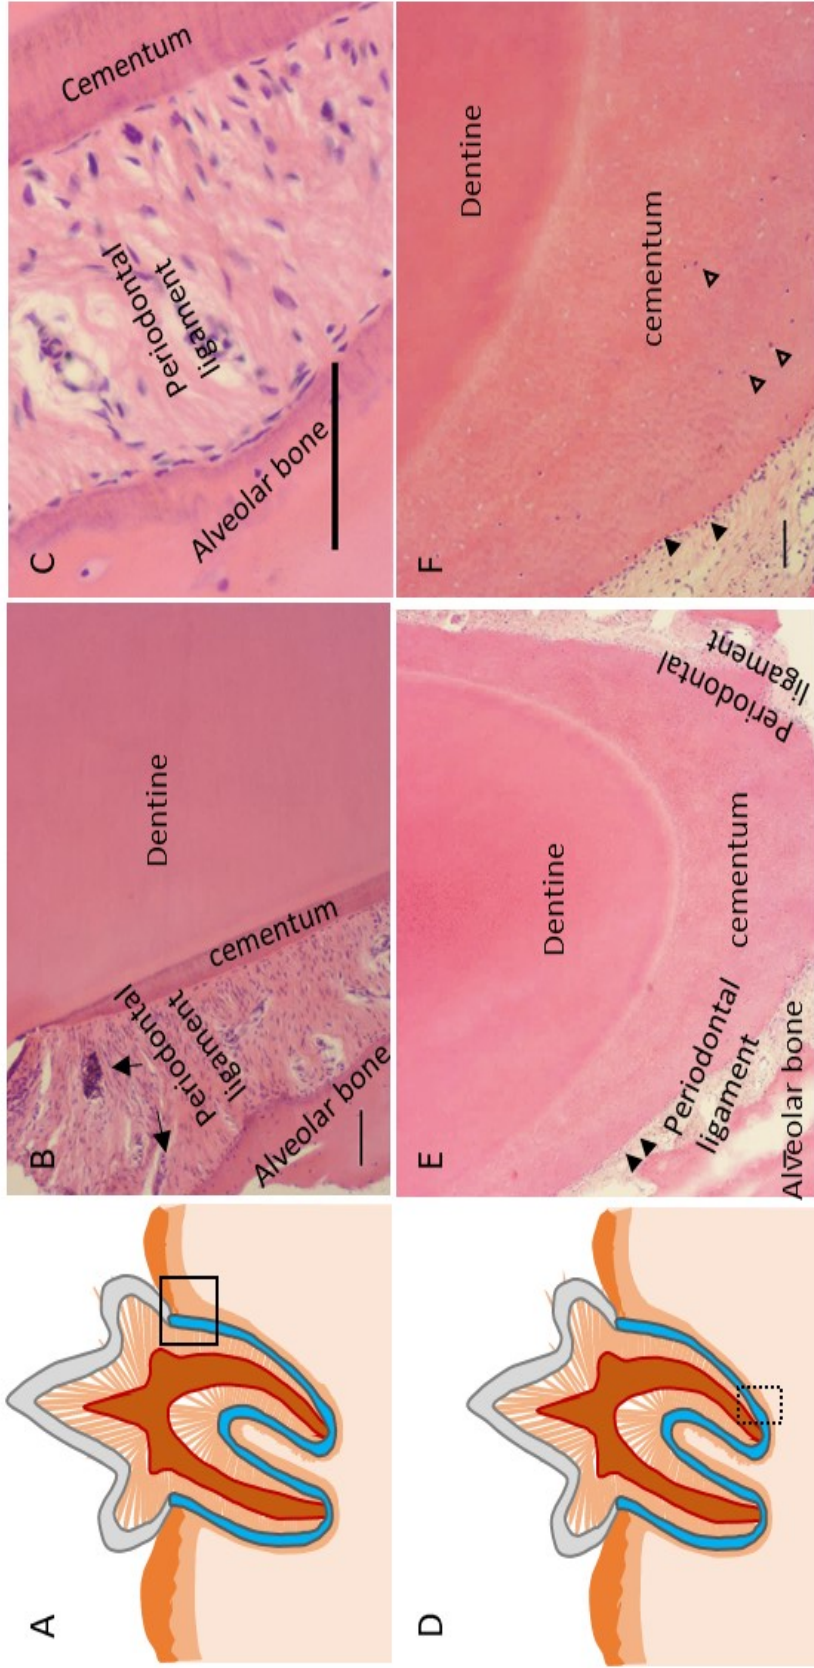 A
B
Dentine
cementum
Periodontal
ligament
Alveolar bone
C
Cementum
Periodontal
ligament
Alveolar bone
D
E
Dentine
cementum
Periodontal
ligament
Periodontal
ligament
Alveolar bone
F
Dentine
cementum